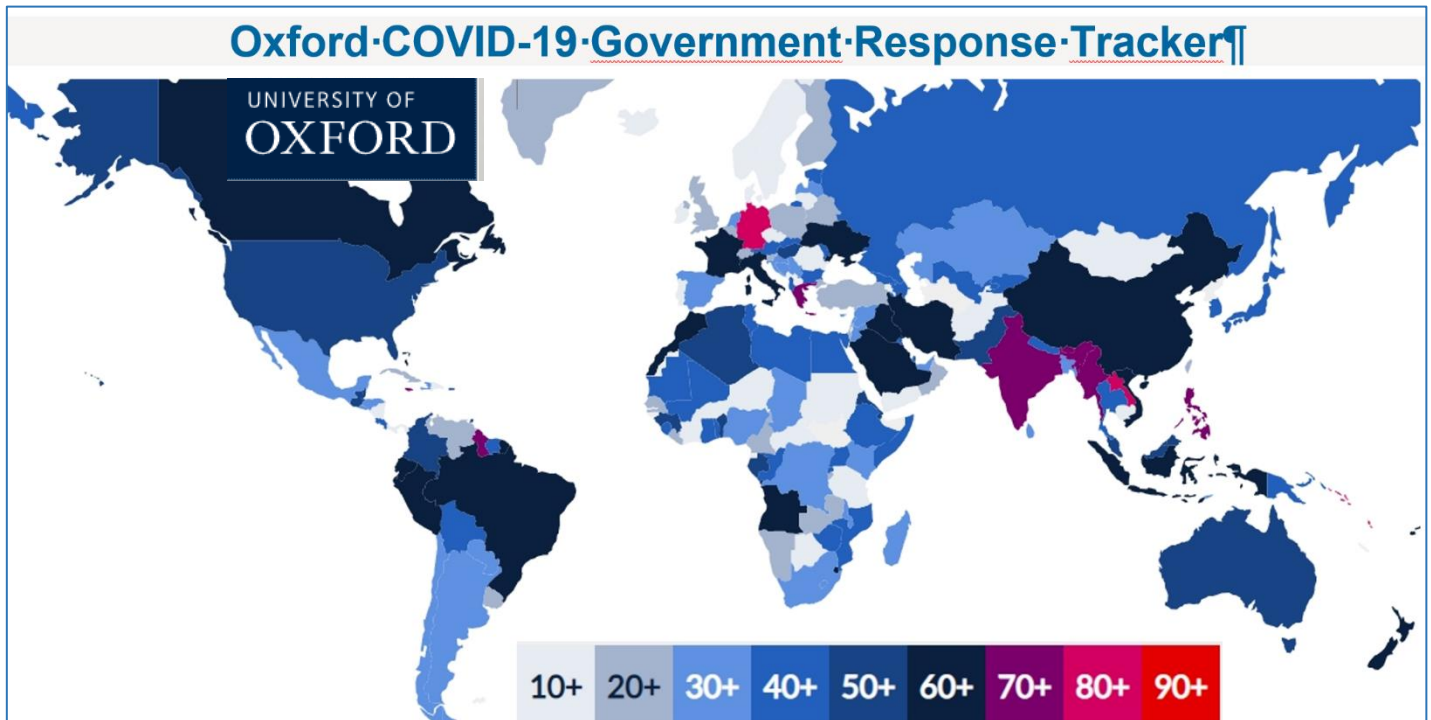 Oxford·COVID-19·Government·Response·Tracker¶
UNIVERSITY OF
OXFORD
10+ 20+ 30+ 40+ 50+ 60+ 70+ 80+ 90+